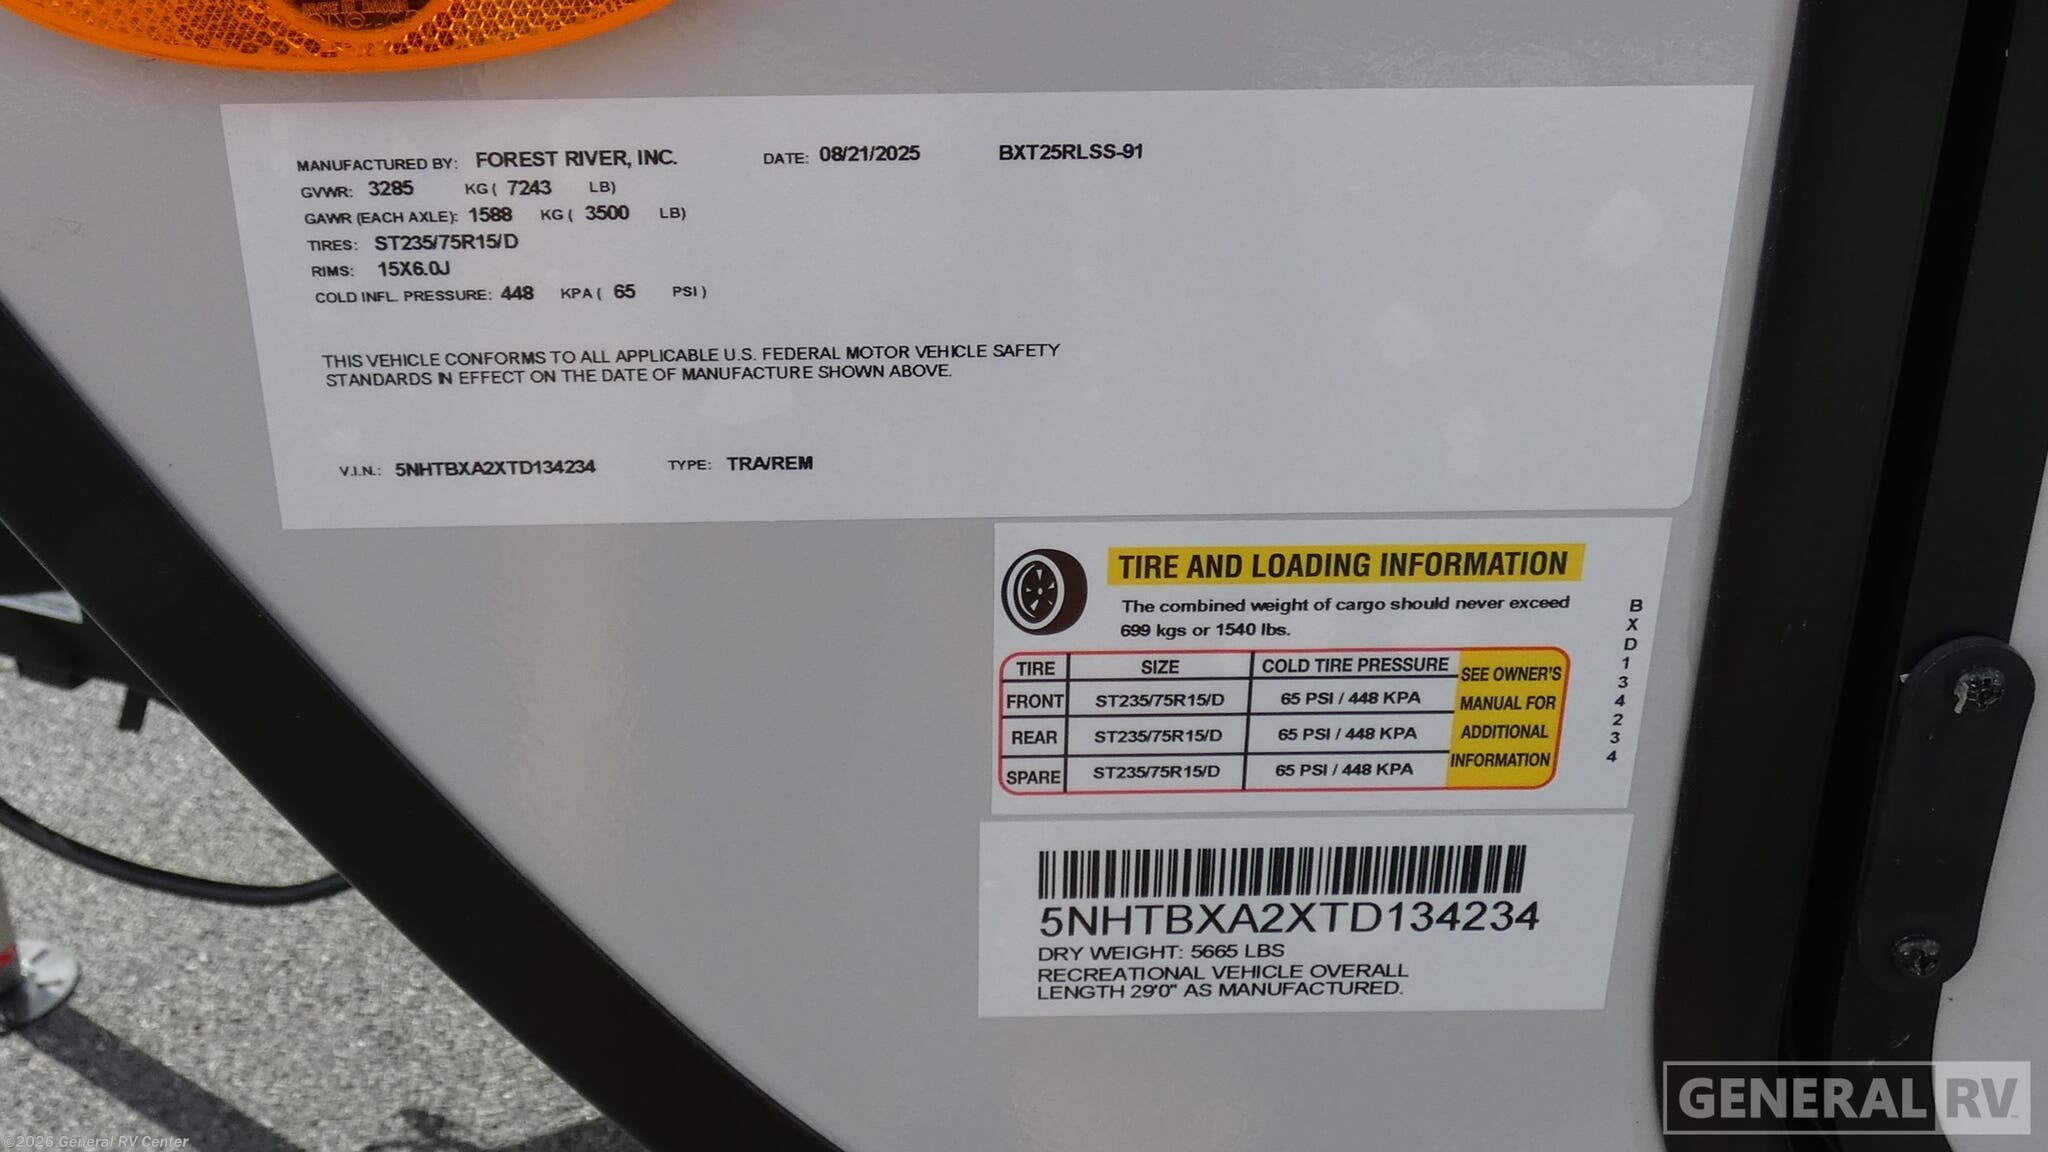 MANUFACTURED BY: FOREST RIVER, INC. DATE: 08/21/2025 BXT25RLSS-91
GVWR: 3285 KG ( 7243 LB)
GAWR (EACH AXLE): 1588 KG ( 3500 LB)
TIRES: ST235/75R15/D
RIMS: 15X6.0J
COLD INFL. PRESSURE: 448 KPA ( 65 PSI )
THIS VEHICLE CONFORMS TO ALL APPLICABLE U.S. FEDERAL MOTOR VEHICLE SAFETY
STANDARDS IN EFFECT ON THE DATE OF MANUFACTURE SHOWN ABOVE.
V.I.N.: 5NHTBXA2XTD134234 TYPE: TRA/REM
TIRE AND LOADING INFORMATION
The combined weight of cargo should never exceed
699 kgs or 1540 lbs.
TIRE SIZE COLD TIRE PRESSURE
FRONT ST235/75R15/D 65 PSI / 448 KPA
REAR ST235/75R15/D 65 PSI / 448 KPA
SPARE ST235/75R15/D 65 PSI / 448 KPA
SEE OWNER'S
MANUAL FOR
ADDITIONAL
INFORMATION
BXD134234
5NHTBXA2XTD134234
DRY WEIGHT: 5665 LBS
RECREATIONAL VEHICLE OVERALL
LENGTH 29'0" AS MANUFACTURED.
GENERAL RV
©2026 General RV Center